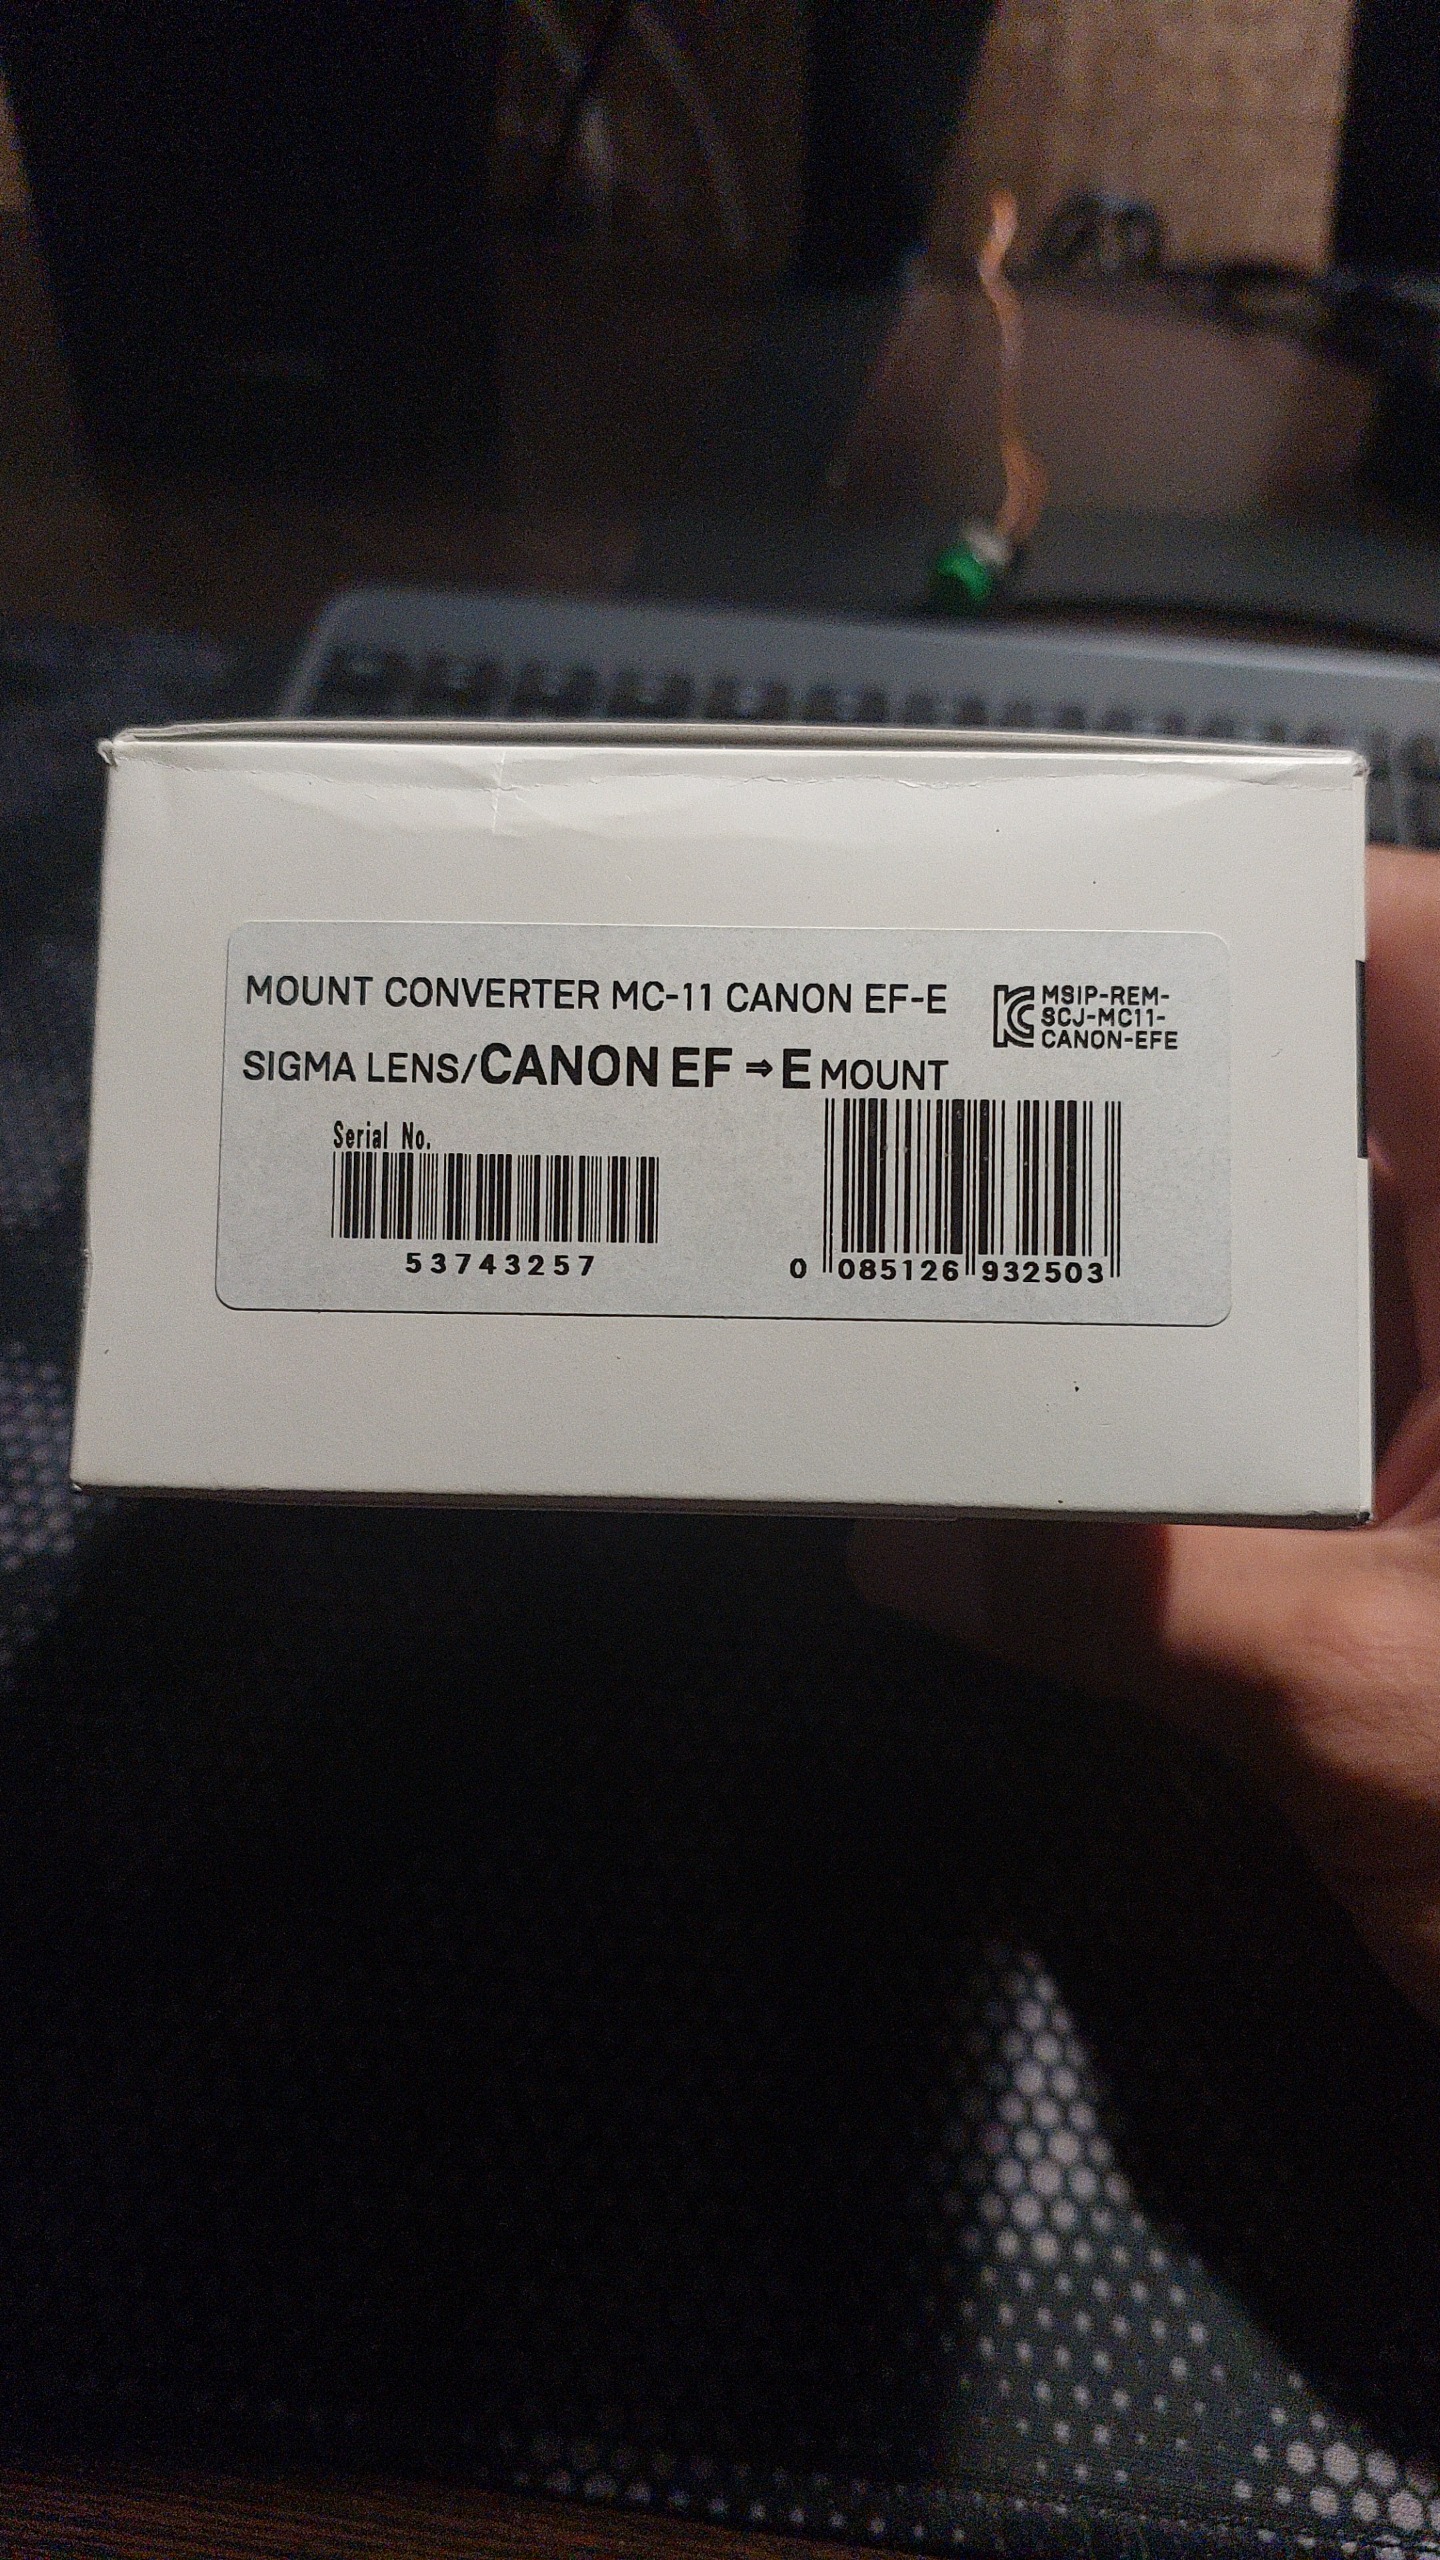 MOUNT CONVERTER MC-11 CANON EF-E
MSIP-REM-
SCJ-MC11-
CANON-EFE
SIGMA LENS/CANON EF ⇒ E MOUNT
Serial No.
53743257
0 085126 932503